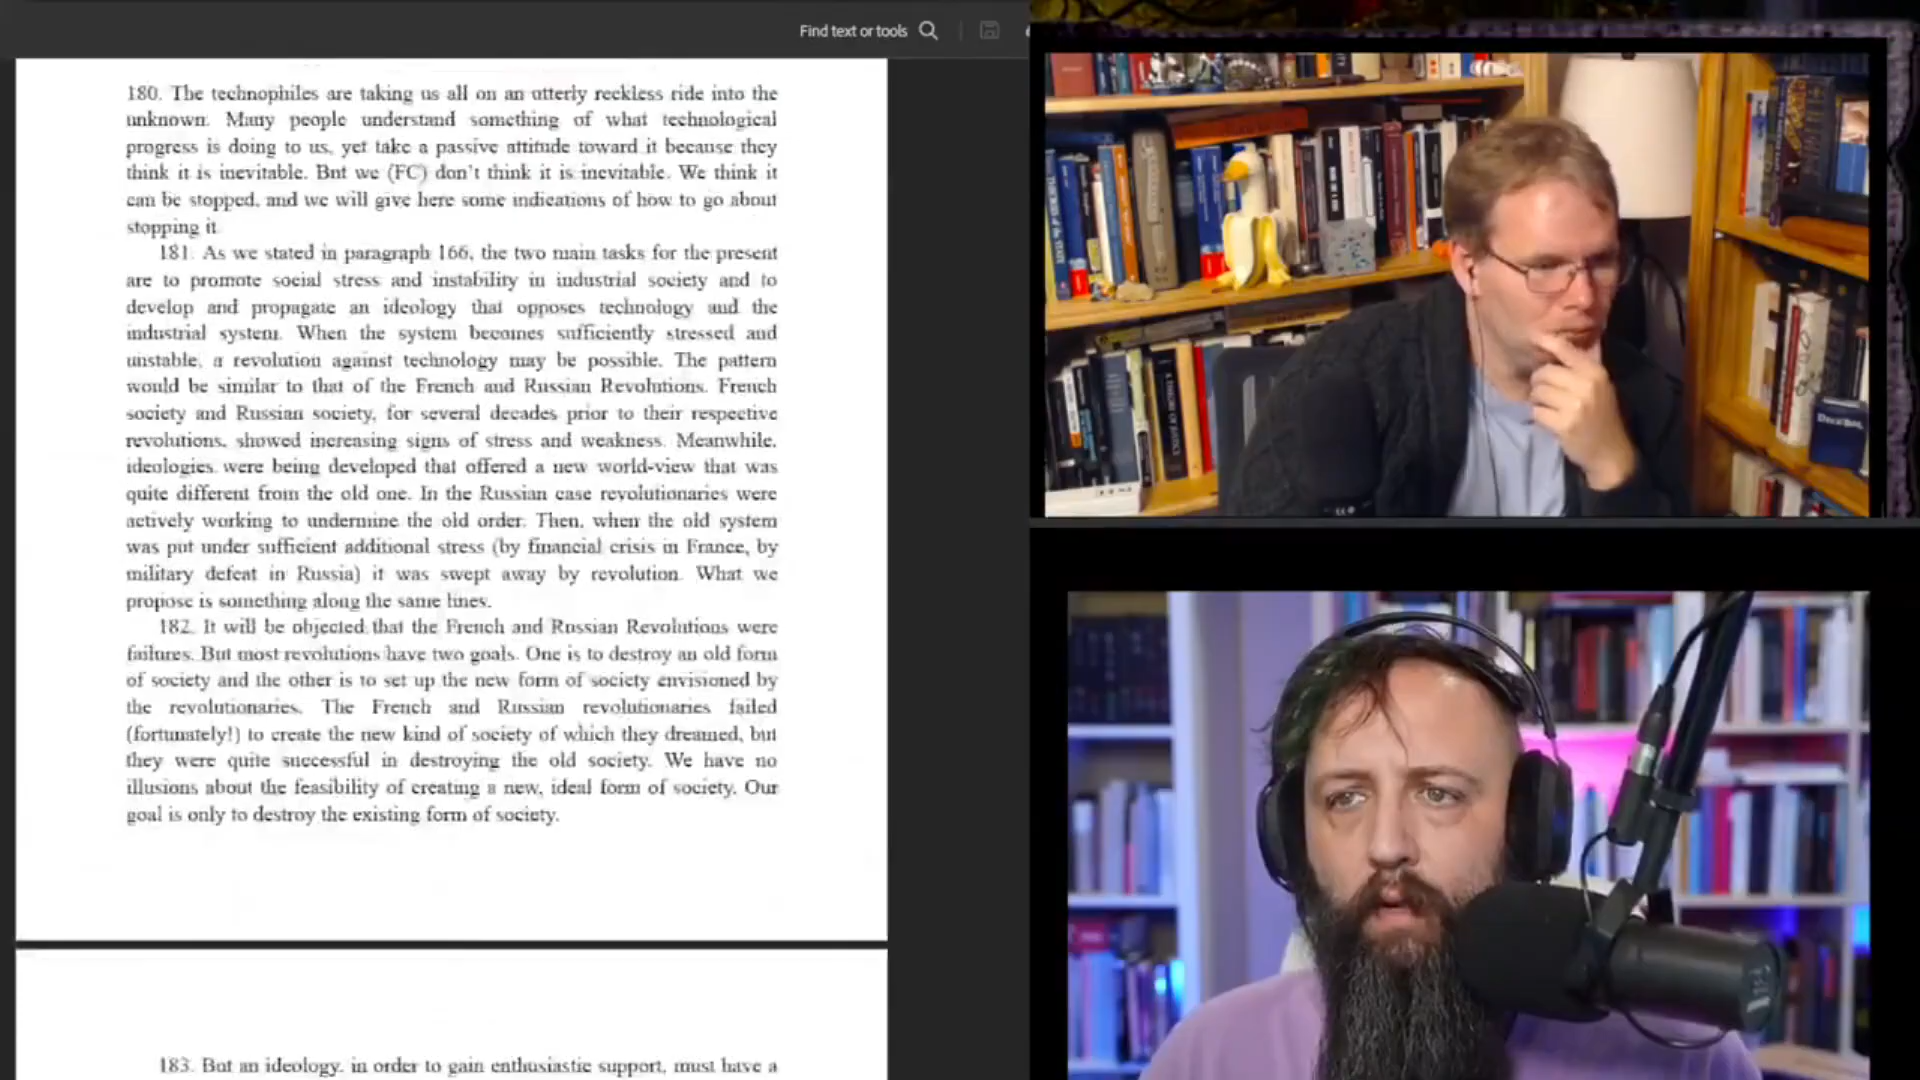 Find text or tools
180. The technophiles are taking us all on an utterly reckless ride into the
unknown. Many people understand something of what technological
progress is doing to us, yet take a passive attitude toward it because they
think it is inevitable. But we (FC) don't think it is inevitable. We think it
can be stopped, and we will give here some indications of how to go about
stopping it.
181. As we stated in paragraph 166, the two main tasks for the present
are to promote social stress and instability in industrial society and to
develop and propagate an ideology that opposes technology and the
industrial system. When the system becomes sufficiently stressed and
unstable, a revolution against technology may be possible. The pattern
would be similar to that of the French and Russian Revolutions. French
society and Russian society, for several decades prior to their respective
revolutions, showed increasing signs of stress and weakness. Meanwhile,
ideologies were being developed that offered a new world-view that was
quite different from the old one. In the Russian case revolutionaries were
actively working to undermine the old order. Then, when the old system
was put under sufficient additional stress (by financial crisis in France, by
military defeat in Russia) it was swept away by revolution. What we
propose is something along the same lines.
182. It will be objected that the French and Russian Revolutions were
failures. But most revolutions have two goals. One is to destroy an old form
of society and the other is to set up the new form of society envisioned by
the revolutionaries. The French and Russian revolutionaries failed
(fortunately!) to create the new kind of society of which they dreamed, but
they were quite successful in destroying the old society. We have no
illusions about the feasibility of creating a new, ideal form of society. Our
goal is only to destroy the existing form of society.
183. But an ideology, in order to gain enthusiastic support, must have a